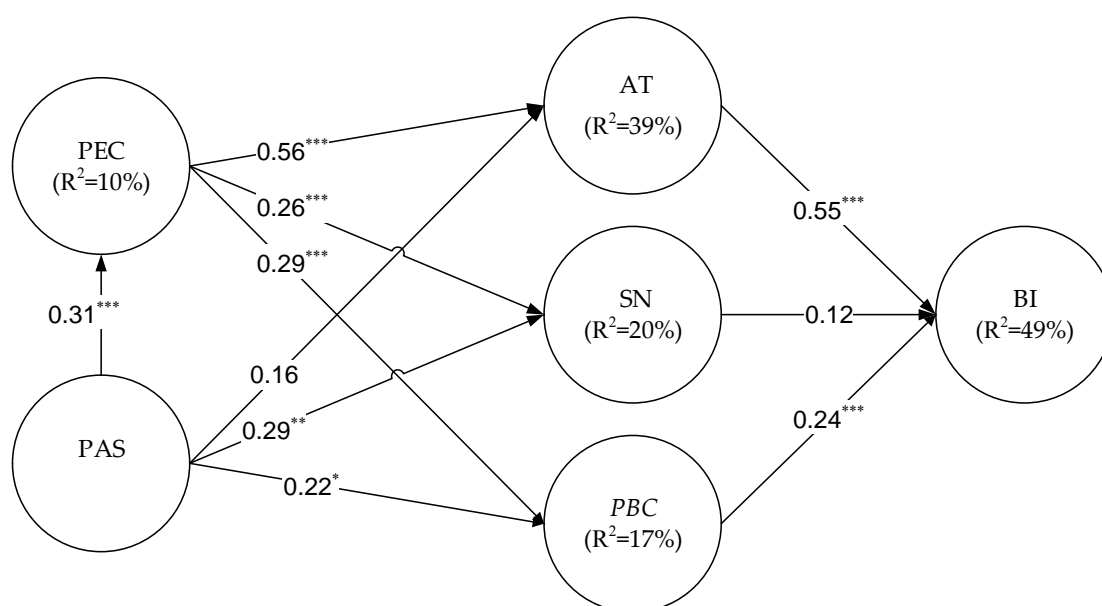 AT
(R²=39%)
PEC
(R²=10%)
0.56***
0.26***
0.55***
0.29***
SN
(R²=20%)
BI
(R²=49%)
0.31***
0.12
0.16
0.29**
0.24***
PAS
0.22*
PBC
(R²=17%)